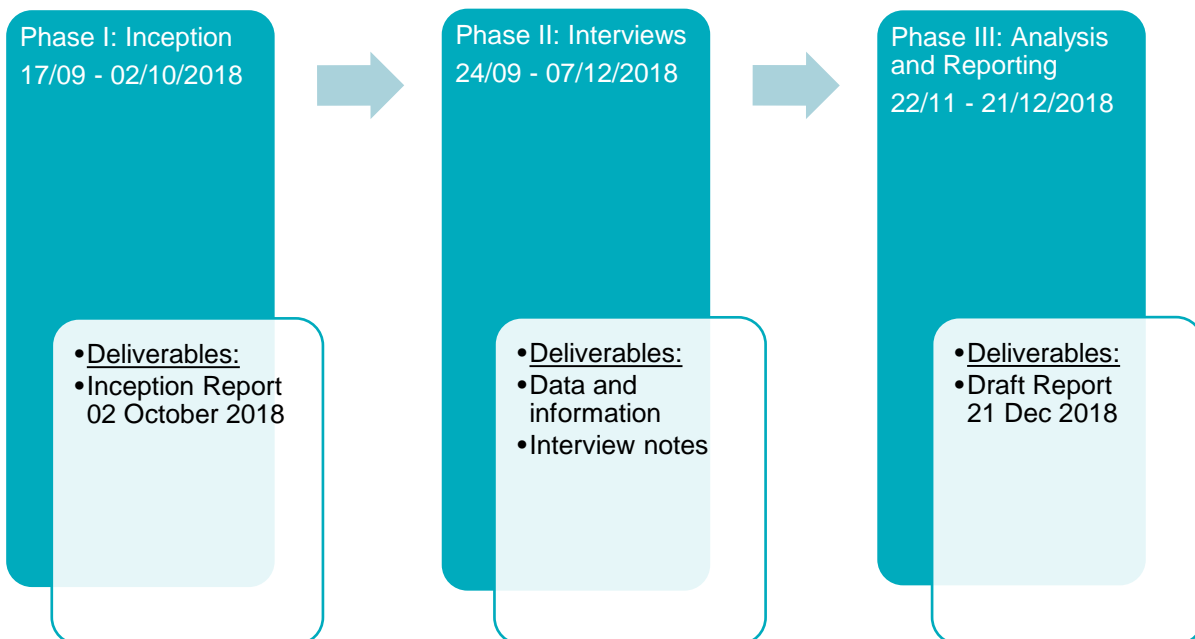 Phase I: Inception
17/09 - 02/10/2018
•Deliverables:
•Inception Report
02 October 2018
Phase II: Interviews
24/09 - 07/12/2018
•Deliverables:
•Data and
information
•Interview notes
Phase III: Analysis
and Reporting
22/11 - 21/12/2018
•Deliverables:
•Draft Report
21 Dec 2018